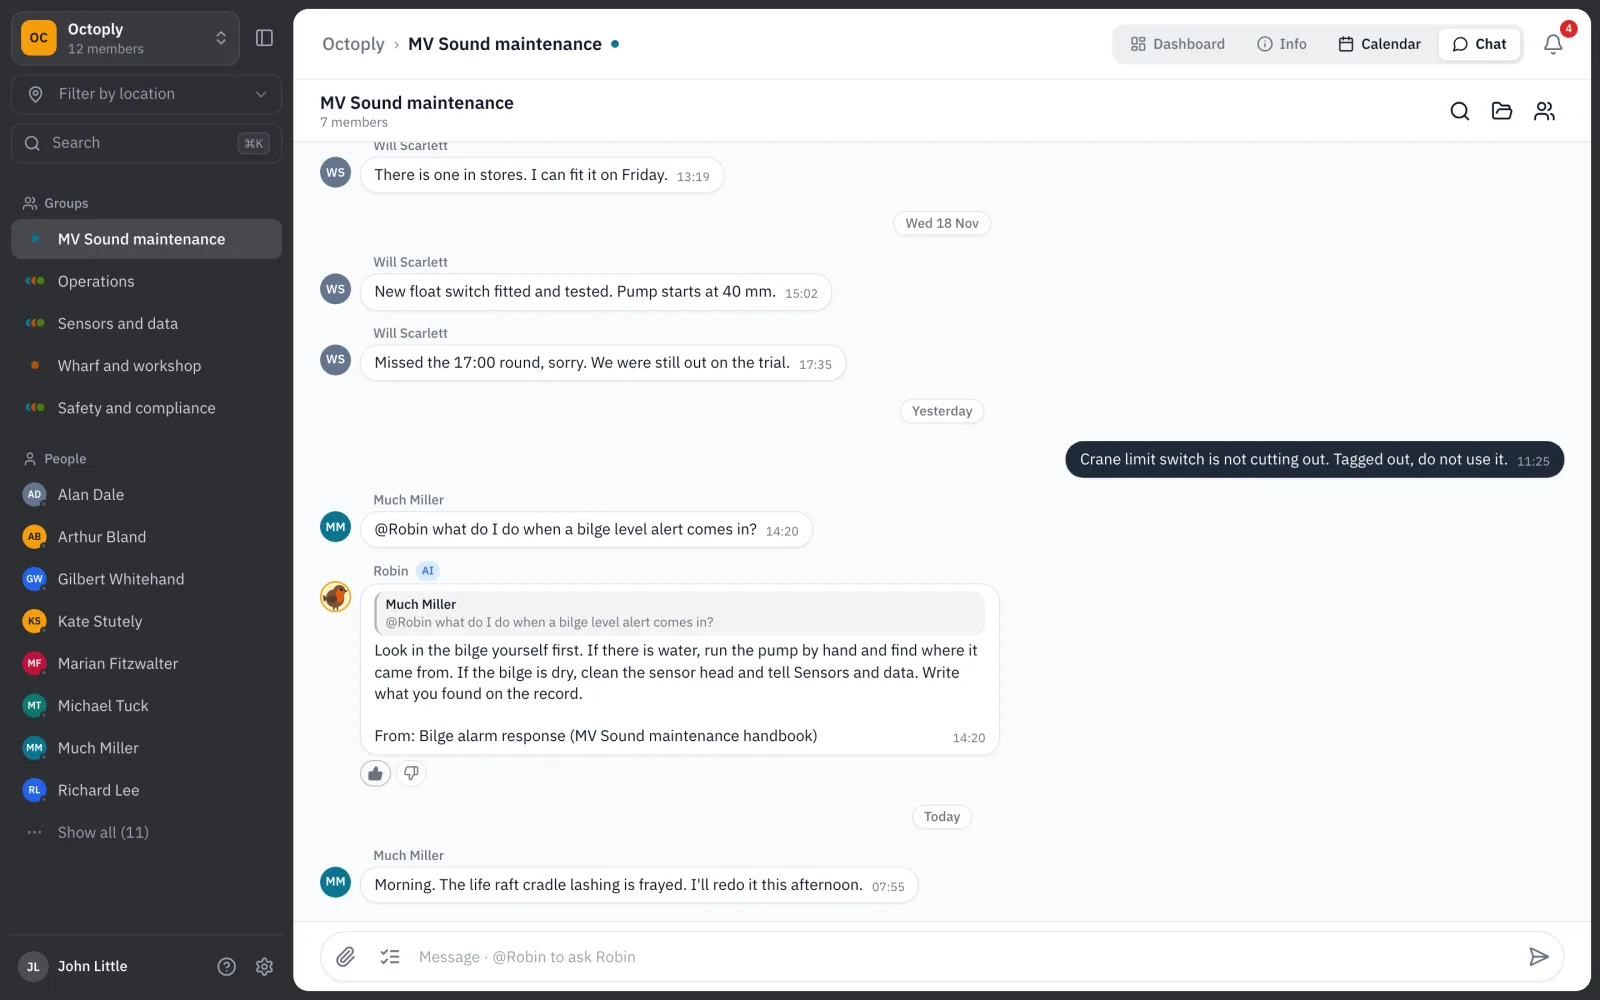 OC
Octoply
12 members
Filter by location
Search
⌘K
Groups
MV Sound maintenance
Operations
Sensors and data
Wharf and workshop
Safety and compliance
People
AD
Alan Dale
AB
Arthur Bland
GW
Gilbert Whitehand
KS
Kate Stutely
MF
Marian Fitzwalter
MT
Michael Tuck
MM
Much Miller
RL
Richard Lee
Show all (11)
JL
John Little
Octoply › MV Sound maintenance
Dashboard
Info
Calendar
Chat
4
MV Sound maintenance
7 members
Will Scarlett
WS
There is one in stores. I can fit it on Friday. 13:19
Wed 18 Nov
Will Scarlett
WS
New float switch fitted and tested. Pump starts at 40 mm. 15:02
Will Scarlett
WS
Missed the 17:00 round, sorry. We were still out on the trial. 17:35
Yesterday
Crane limit switch is not cutting out. Tagged out, do not use it. 11:25
Much Miller
MM
@Robin what do I do when a bilge level alert comes in? 14:20
Robin AI
Much Miller
@Robin what do I do when a bilge level alert comes in?
Look in the bilge yourself first. If there is water, run the pump by hand and find where it
came from. If the bilge is dry, clean the sensor head and tell Sensors and data. Write
what you found on the record.
From: Bilge alarm response (MV Sound maintenance handbook) 14:20
Today
Much Miller
MM
Morning. The life raft cradle lashing is frayed. I'll redo it this afternoon. 07:55
Message · @Robin to ask Robin